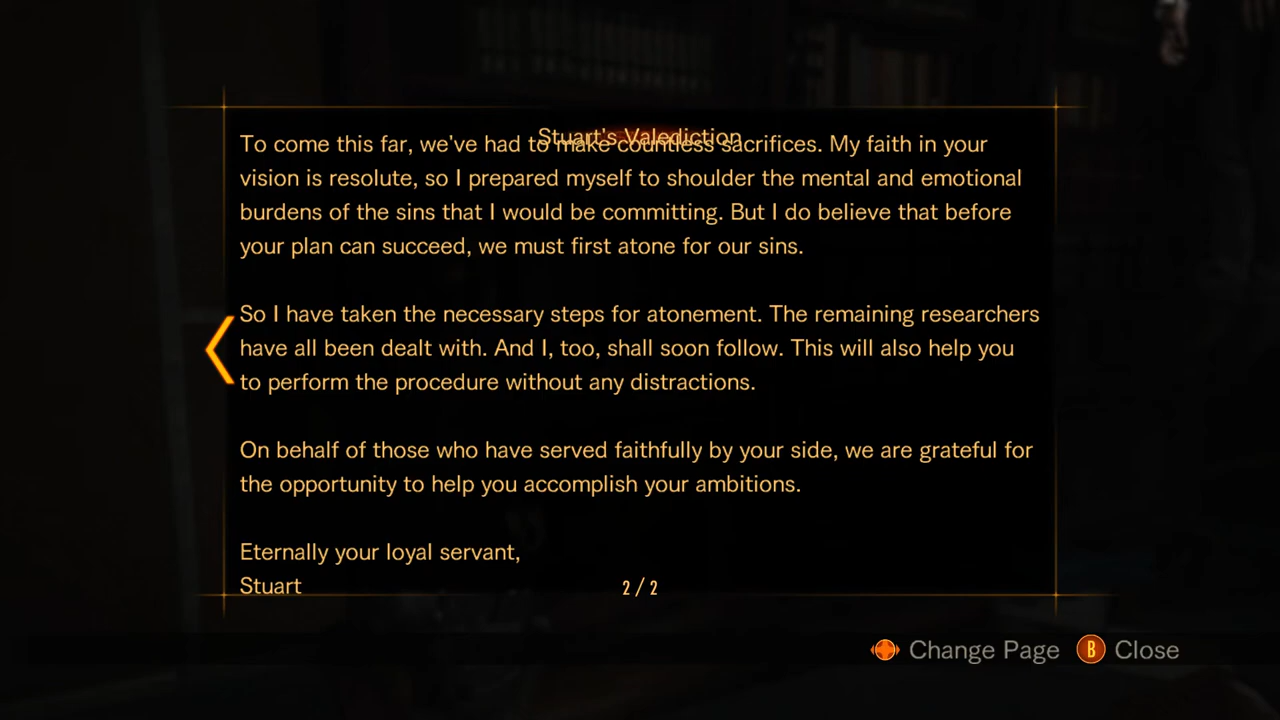 Stuart's Valediction
To come this far, we've had to make countless sacrifices. My faith in your
vision is resolute, so I prepared myself to shoulder the mental and emotional
burdens of the sins that I would be committing. But I do believe that before
your plan can succeed, we must first atone for our sins.
So I have taken the necessary steps for atonement. The remaining researchers
have all been dealt with. And I, too, shall soon follow. This will also help you
to perform the procedure without any distractions.
On behalf of those who have served faithfully by your side, we are grateful for
the opportunity to help you accomplish your ambitions.
Eternally your loyal servant,
Stuart
2/2
Change Page B Close